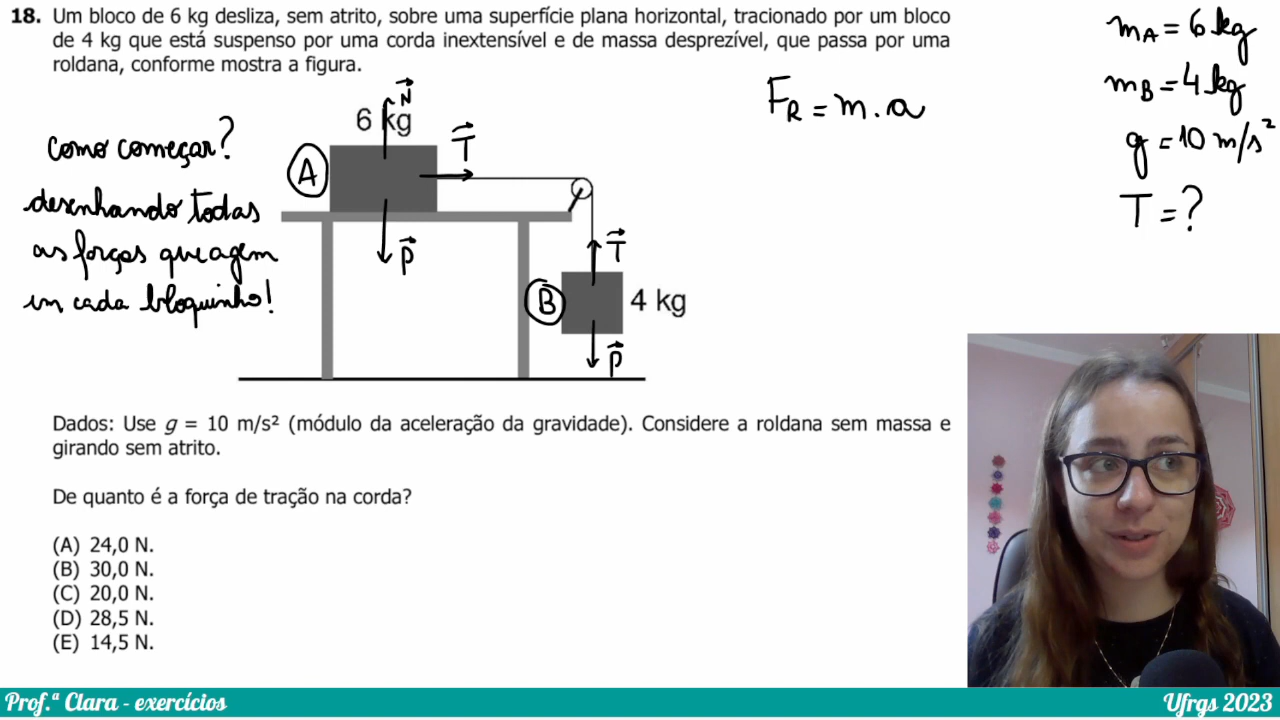 18. Um bloco de 6 kg desliza, sem atrito, sobre uma superfície plana horizontal, tracionado por um bloco
de 4 kg que está suspenso por uma corda inextensível e de massa desprezível, que passa por uma
roldana, conforme mostra a figura.
m_A = 6 kg
m_B = 4 kg
g = 10 m/s²
T = ?
F_R = m . a
como começar?
desenhando todas
as forças que agem
em cada bloquinho!
N⃗
6 kg
A
T⃗
P⃗
T⃗
B
4 kg
P⃗
Dados: Use g = 10 m/s² (módulo da aceleração da gravidade). Considere a roldana sem massa e
girando sem atrito.
De quanto é a força de tração na corda?
(A) 24,0 N.
(B) 30,0 N.
(C) 20,0 N.
(D) 28,5 N.
(E) 14,5 N.
Prof.ª Clara - exercícios
Ufrgs 2023